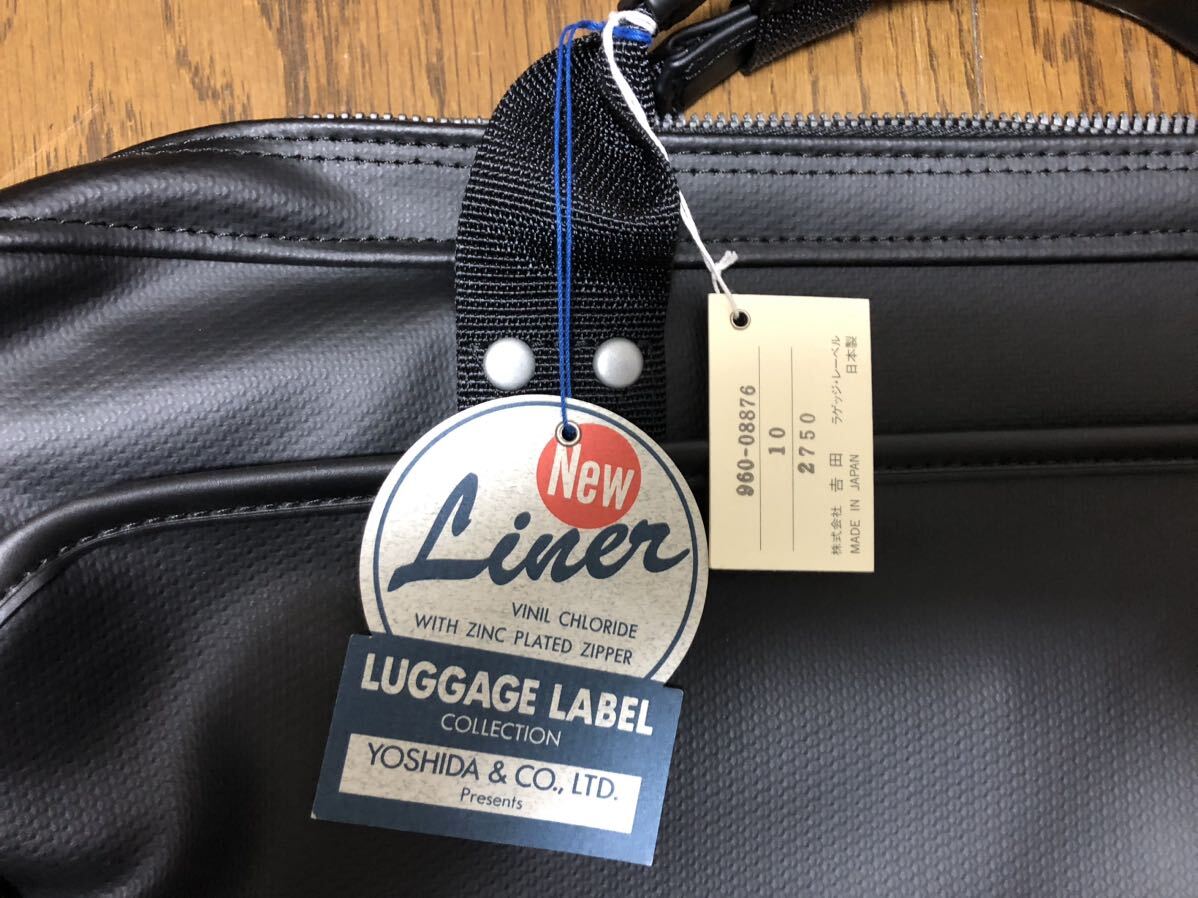 New
Liner
VINIL CHLORIDE
WITH ZINC PLATED ZIPPER
LUGGAGE LABEL
COLLECTION
YOSHIDA & CO., LTD.
Presents
960-08876
10
2750
株式会社 吉田 ラゲッジ・レーベル
MADE IN JAPAN 日本製